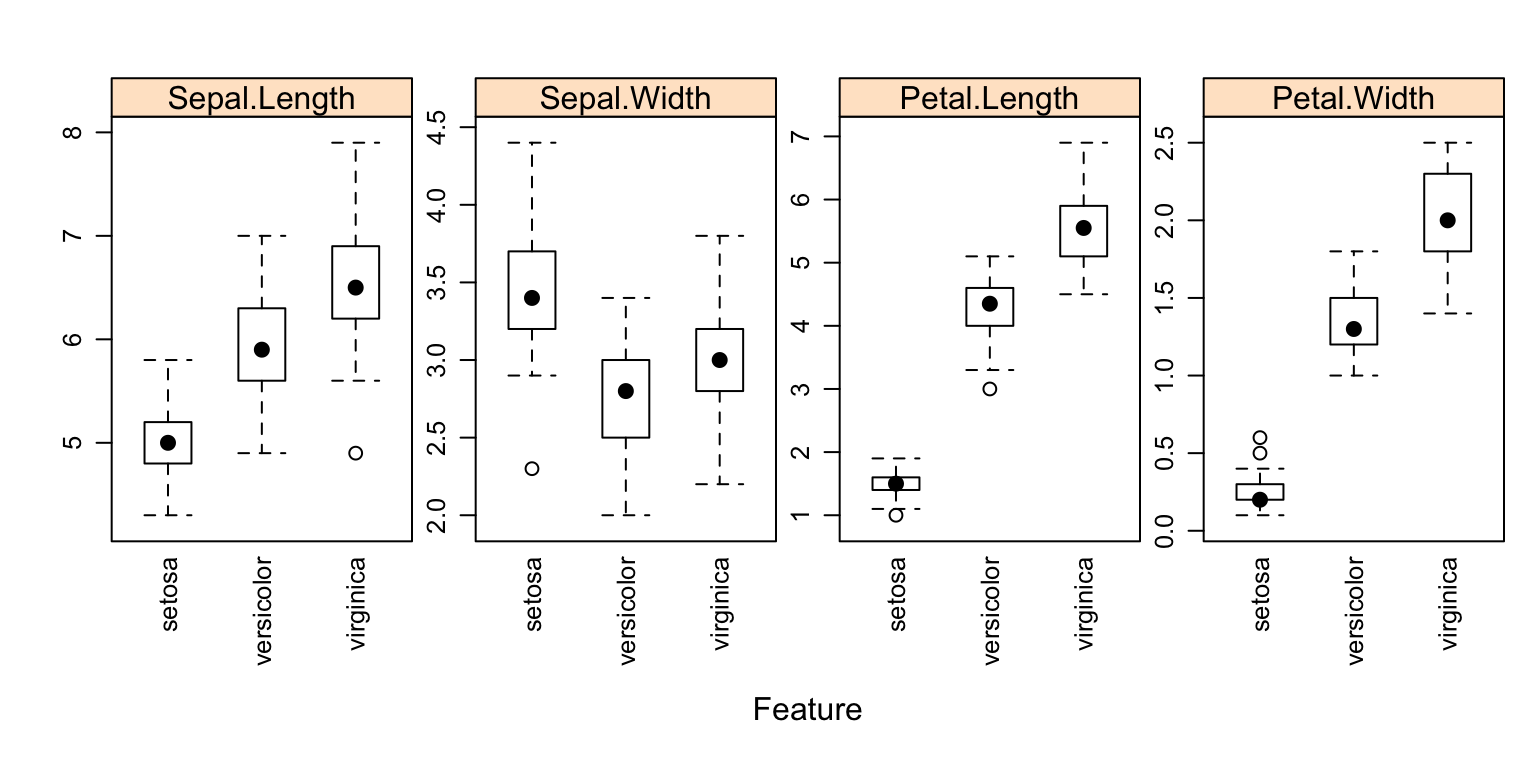 Sepal.Length
Sepal.Width
Petal.Length
Petal.Width
8
7
6
5
4.5
4.0
3.5
3.0
2.5
2.0
7
6
5
4
3
2
1
2.5
2.0
1.5
1.0
0.5
0.0
setosa
versicolor
virginica
setosa
versicolor
virginica
setosa
versicolor
virginica
setosa
versicolor
virginica
Feature